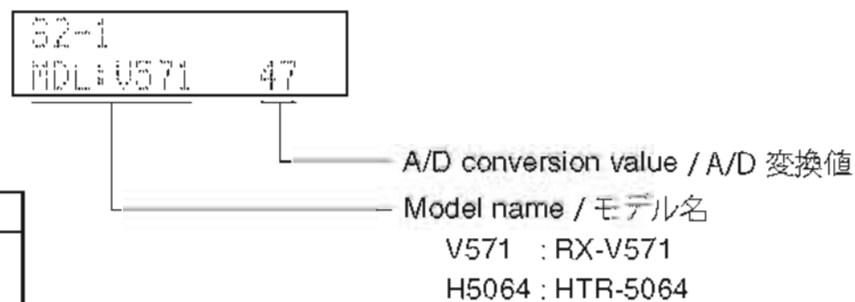 S2-1
MDL:V571 47
A/D conversion value / A/D 変換値
Model name / モデル名
V571 : RX-V571
H5064 : HTR-5064